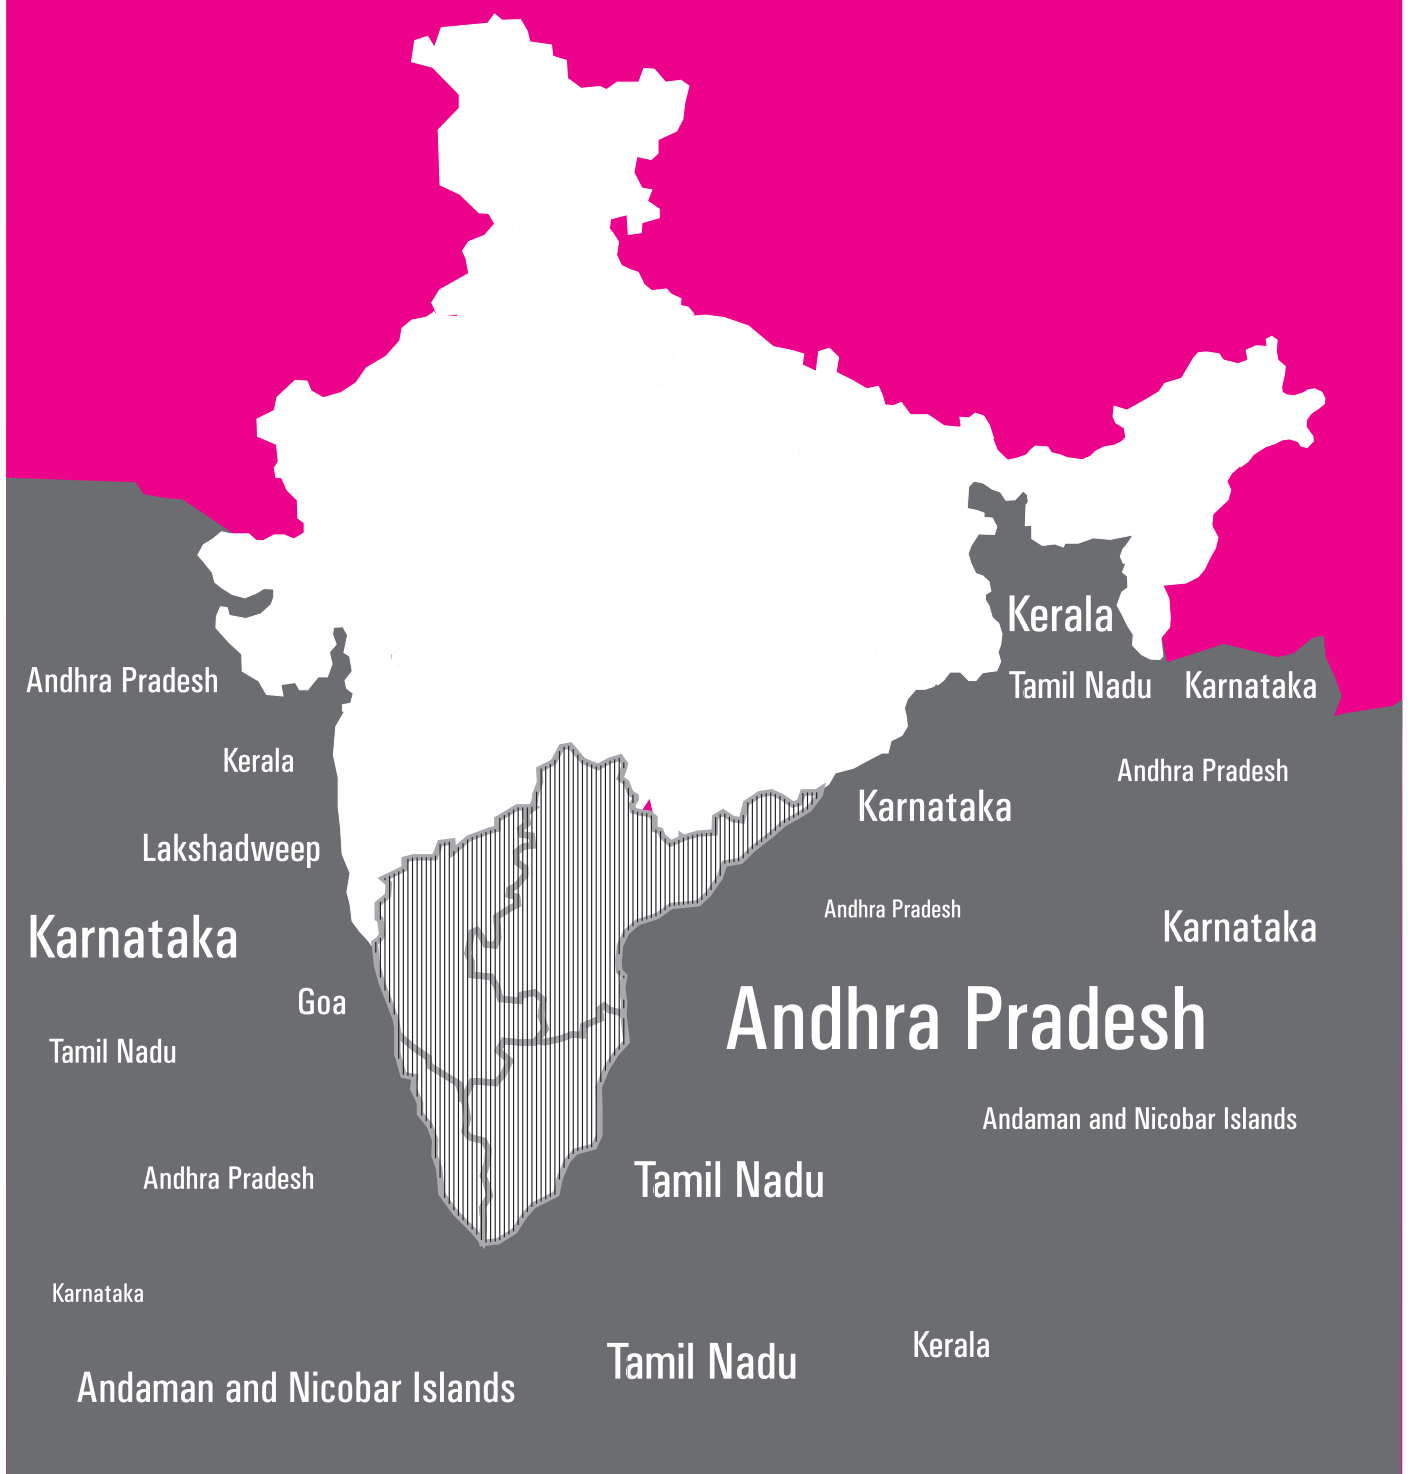 Kerala
Andhra Pradesh
Tamil Nadu
Karnataka
Kerala
Andhra Pradesh
Karnataka
Lakshadweep
Andhra Pradesh
Karnataka
Karnataka
Goa
Andhra Pradesh
Tamil Nadu
Andaman and Nicobar Islands
Andhra Pradesh
Tamil Nadu
Karnataka
Kerala
Tamil Nadu
Andaman and Nicobar Islands